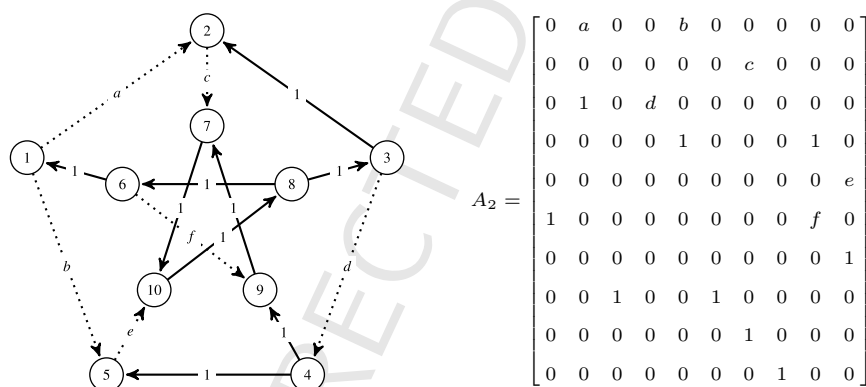 2
a
c
1
7
1
3
1
6
1
8
1
1
1
f
1
b
d
10
9
e
1
5
1
4
RECTED
A₂ =
0 a 0 0 b 0 0 0 0 0
0 0 0 0 0 0 c 0 0 0
0 1 0 d 0 0 0 0 0 0
0 0 0 0 1 0 0 0 1 0
0 0 0 0 0 0 0 0 0 e
1 0 0 0 0 0 0 0 f 0
0 0 0 0 0 0 0 0 0 1
0 0 1 0 0 1 0 0 0 0
0 0 0 0 0 0 1 0 0 0
0 0 0 0 0 0 0 1 0 0